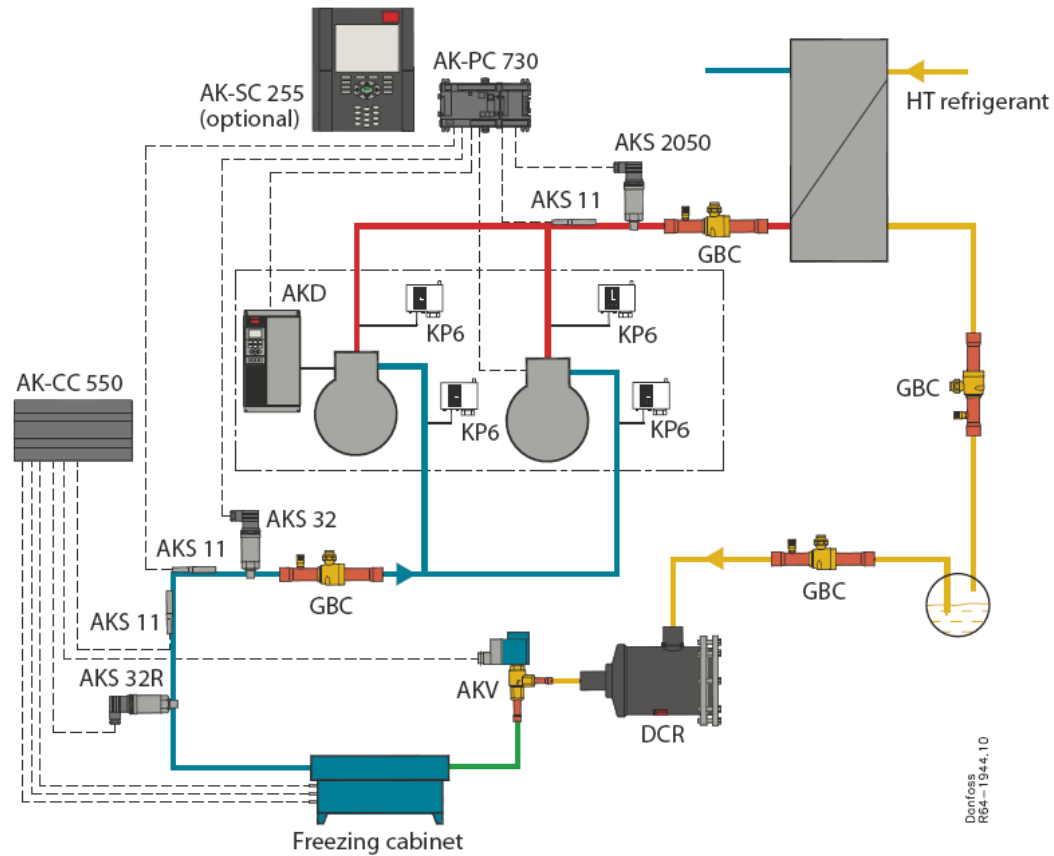 AK-PC 730
AK-SC 255
(optional)
HT refrigerant
AKS 2050
AKS 11
GBC
AKD
KP6
KP6
AK-CC 550
GBC
KP6
KP6
AKS 32
AKS 11
GBC
GBC
AKS 11
AKS 32R
AKV
DCR
Freezing cabinet
Danfoss
R64-1944.10